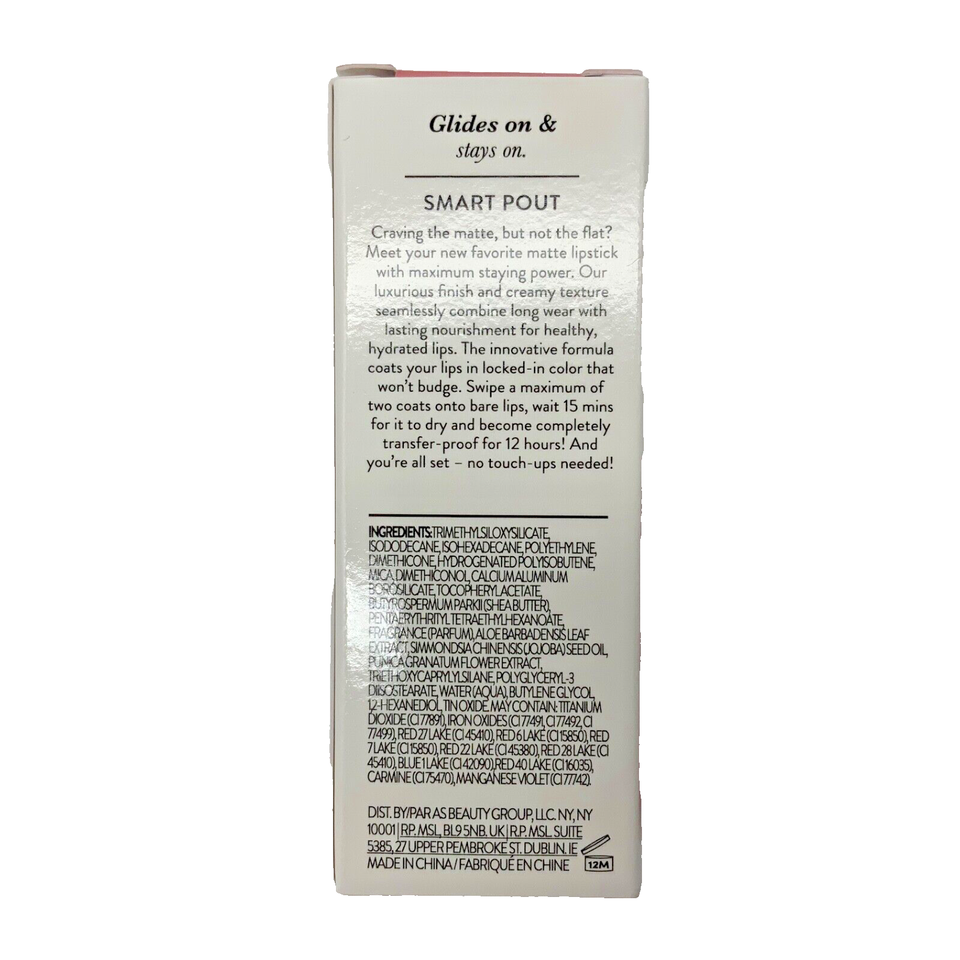 Glides on &
stays on.
SMART POUT
Craving the matte, but not the flat?
Meet your new favorite matte lipstick
with maximum staying power. Our
luxurious finish and creamy texture
seamlessly combine long wear with
lasting nourishment for healthy,
hydrated lips. The innovative formula
coats your lips in locked-in color that
won't budge. Swipe a maximum of
two coats onto bare lips, wait 15 mins
for it to dry and become completely
transfer-proof for 12 hours! And
you're all set – no touch-ups needed!
INGREDIENTS: TRIMETHYLSILOXYSILICATE,
ISODODECANE, ISOHEXADECANE, POLYETHYLENE,
DIMETHICONE, HYDROGENATED POLYISOBUTENE,
MICA, DIMETHICONOL, CALCIUM ALUMINUM
BOROSILICATE, TOCOPHERYL ACETATE,
BUTYROSPERMUM PARKII (SHEA BUTTER),
PENTAERYTHRITYL TETRAETHYLHEXANOATE,
FRAGRANCE (PARFUM), ALOE BARBADENSIS LEAF
EXTRACT, SIMMONDSIA CHINENSIS (JOJOBA) SEED OIL,
PUNICA GRANATUM FLOWER EXTRACT,
TRIETHOXYCAPRYLYLSILANE, POLYGLYCERYL-3
DIISOSTEARATE, WATER (AQUA), BUTYLENE GLYCOL,
1,2-HEXANEDIOL, TIN OXIDE. MAY CONTAIN: TITANIUM
DIOXIDE (CI 77891), IRON OXIDES (CI 77491, CI 77492, CI
77499), RED 27 LAKE (CI 45410), RED 6 LAKE (CI 15850), RED
7 LAKE (CI 15850), RED 22 LAKE (CI 45380), RED 28 LAKE (CI
45410), BLUE 1 LAKE (CI 42090), RED 40 LAKE (CI 16035),
CARMINE (CI 75470), MANGANESE VIOLET (CI 77742).
DIST. BY/PAR AS BEAUTY GROUP, LLC. NY, NY
10001 | RP. MSL, BL9 5NB. UK | R.P. MSL. SUITE
5385, 27 UPPER PEMBROKE ST. DUBLIN. IE
MADE IN CHINA / FABRIQUÉ EN CHINE
12M